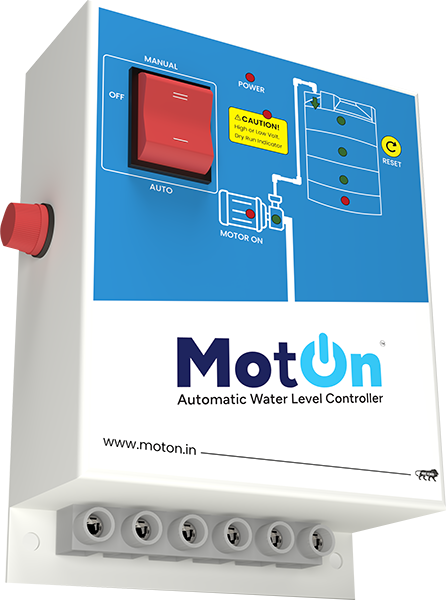 MANUAL
OFF
AUTO
POWER
⚠CAUTION!
High or Low Volt.
Dry Run Indicator
RESET
MOTOR ON
MotOn
Automatic Water Level Controller
www.moton.in